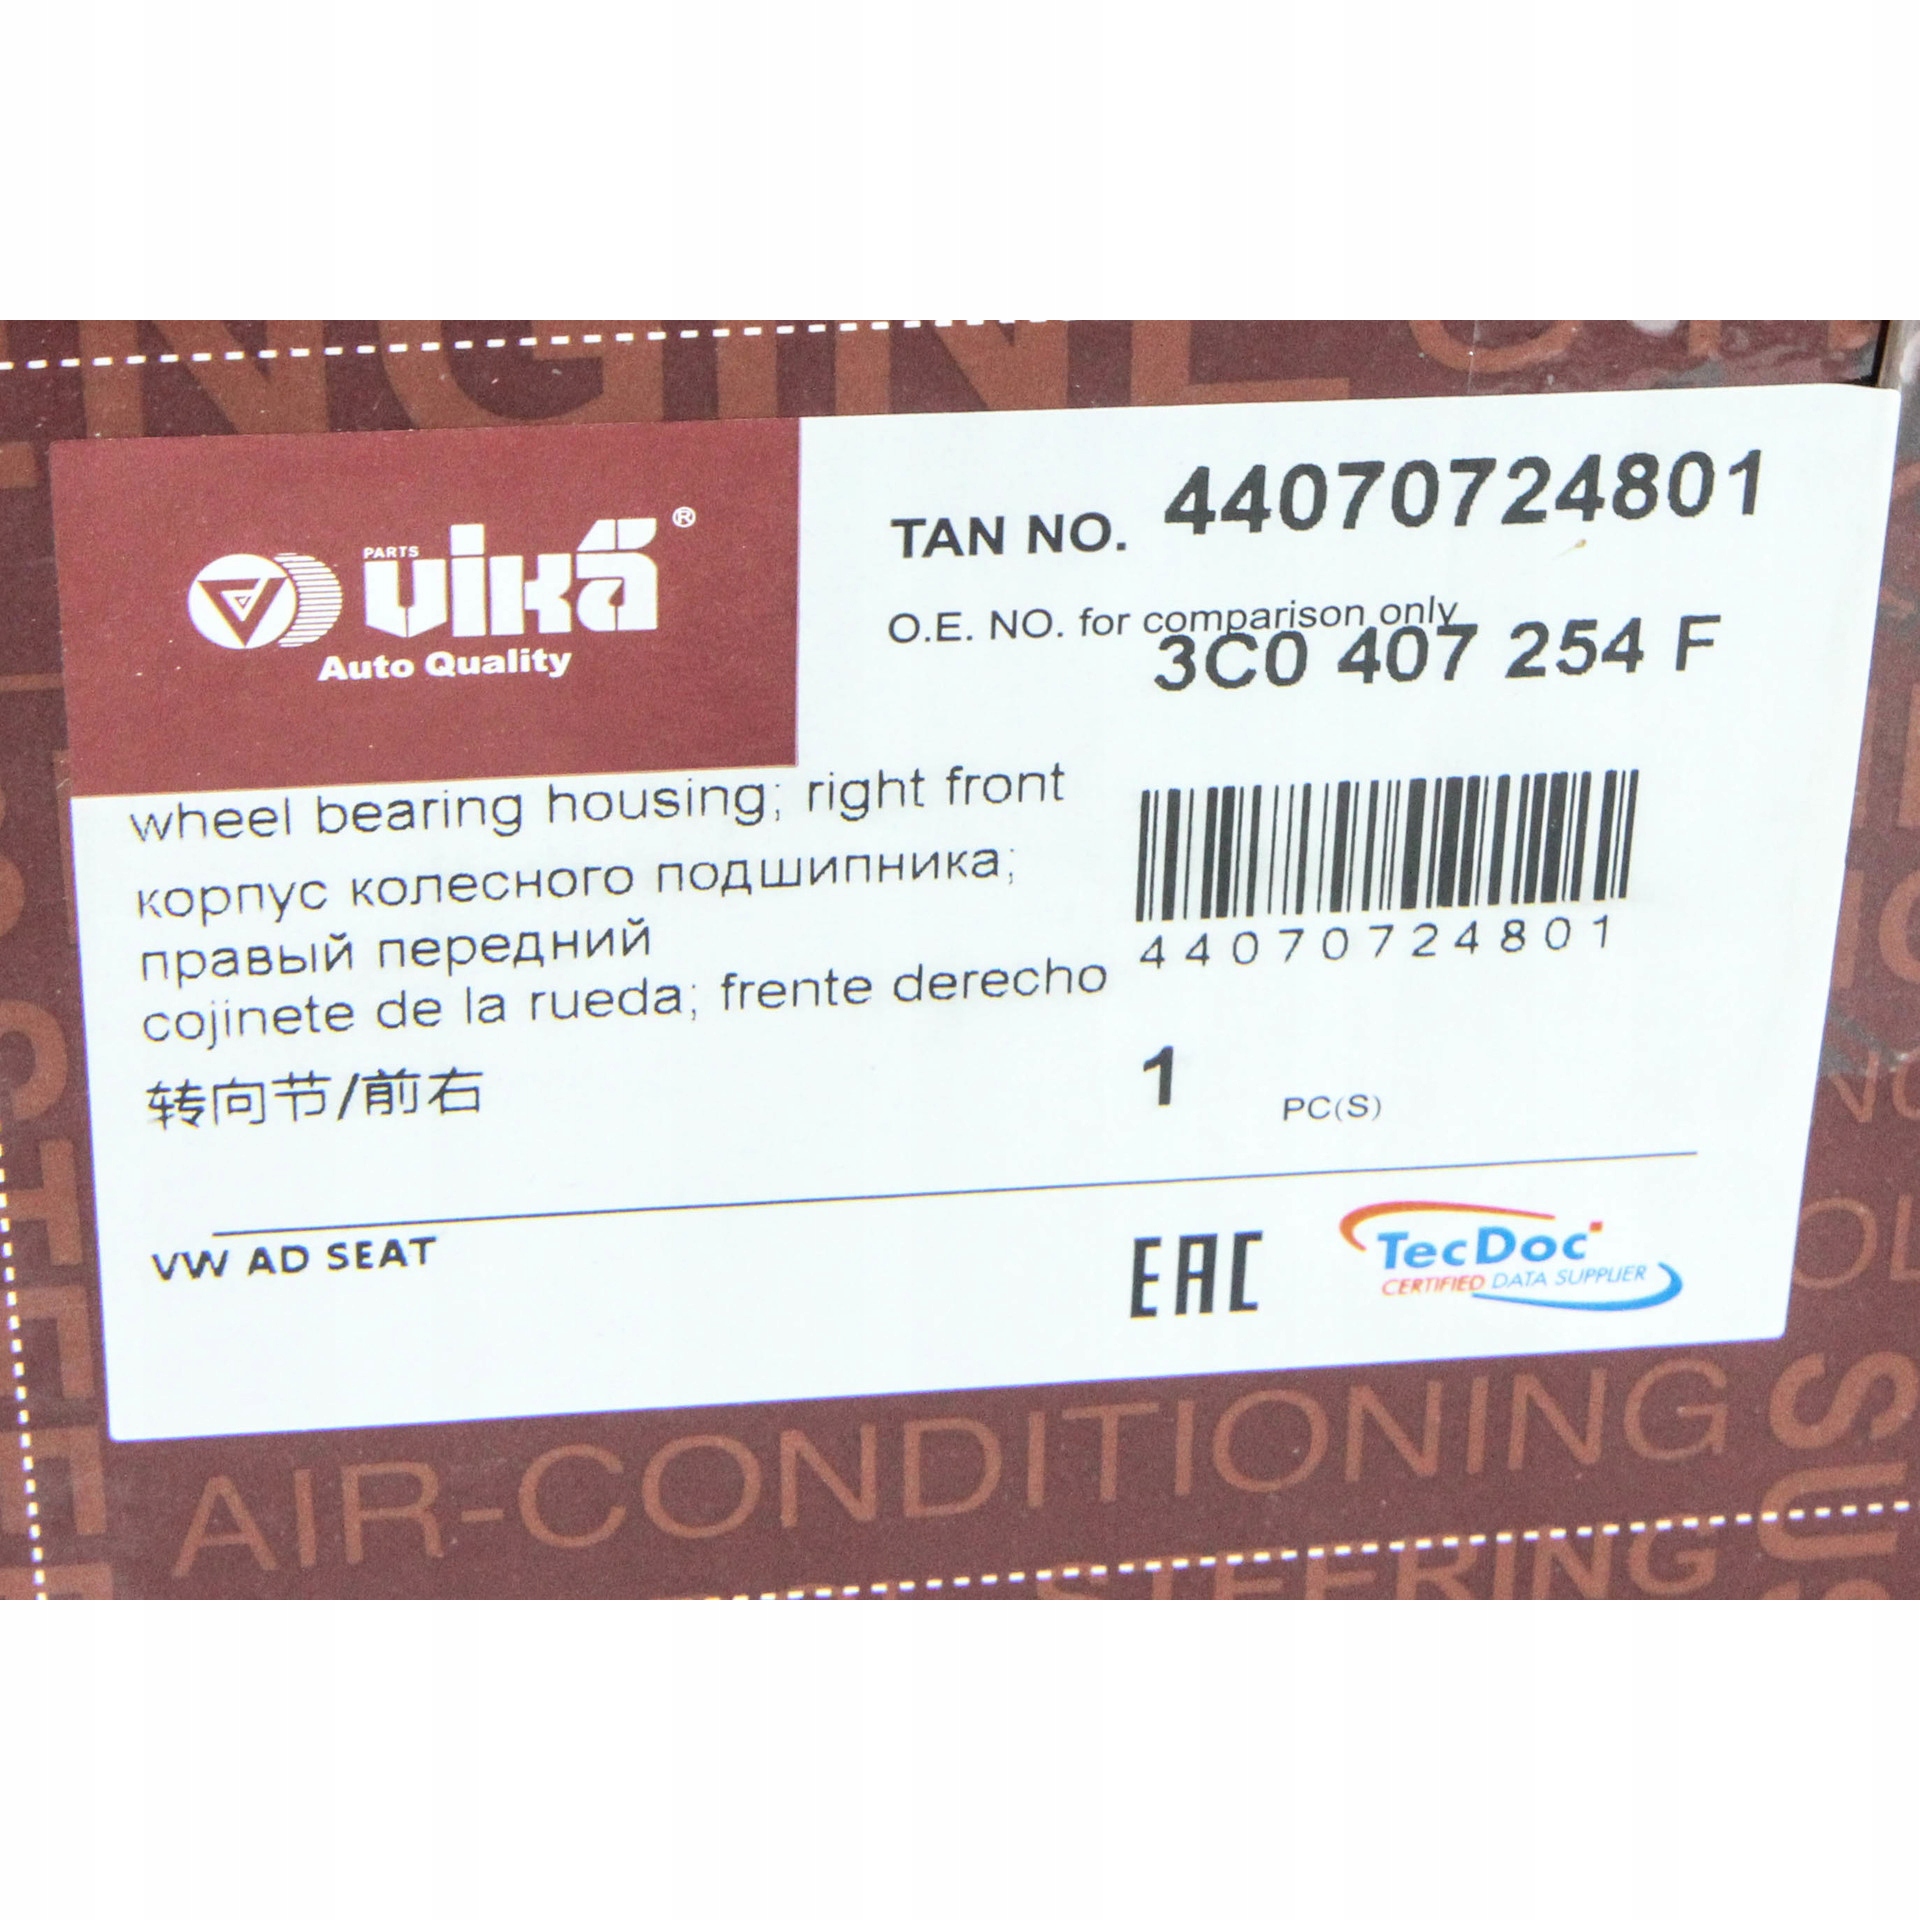 ENGINE
PARTS
vika®
Auto Quality
TAN NO. 44070724801
O.E. NO. for comparison only
3C0 407 254 F
wheel bearing housing; right front
корпус колесного подшипника;
правый передний
cojinete de la rueda; frente derecho
转向节/前右
44070724801
1 PC(S)
VW AD SEAT
EAC
TecDoc
CERTIFIED DATA SUPPLIER
AIR-CONDITIONING
STEERING